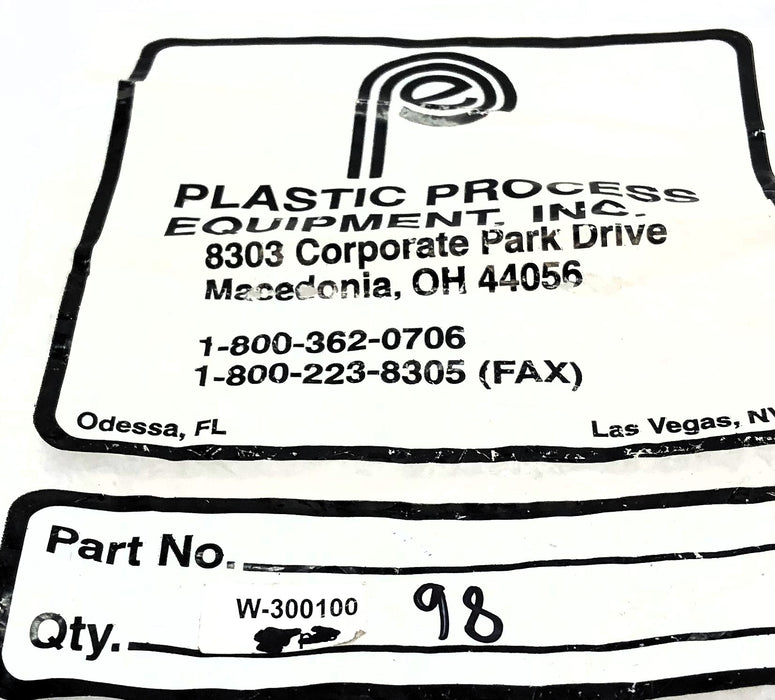 e
PLASTIC PROCESS
EQUIPMENT, INC.
8303 Corporate Park Drive
Macedonia, OH 44056
1-800-362-0706
1-800-223-8305 (FAX)
Odessa, FL Las Vegas, NV
Part No.
W-300100 98
Qty.